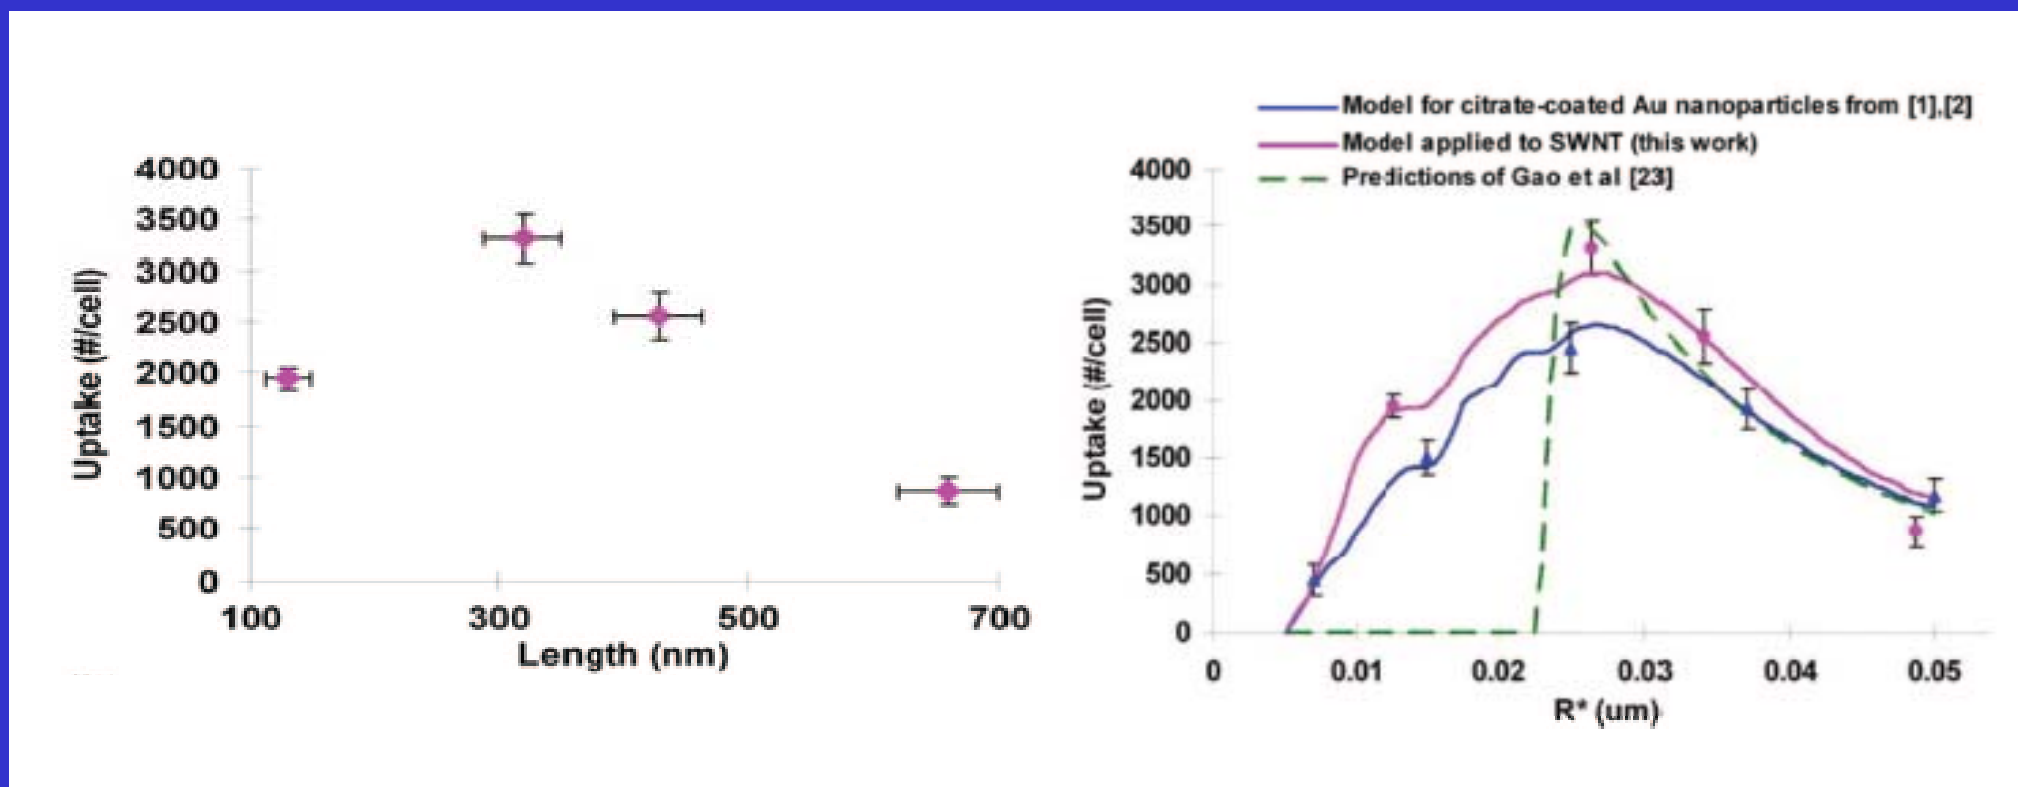 4000
3500
3000
2500
2000
1500
1000
500
0
100 300 500 700
Length (nm)
Uptake (#/cell)
Model for citrate-coated Au nanoparticles from [1],[2]
Model applied to SWNT (this work)
Predictions of Gao et al [23]
4000
3500
3000
2500
2000
1500
1000
500
0
0 0.01 0.02 0.03 0.04 0.05
R* (um)
Uptake (#/cell)